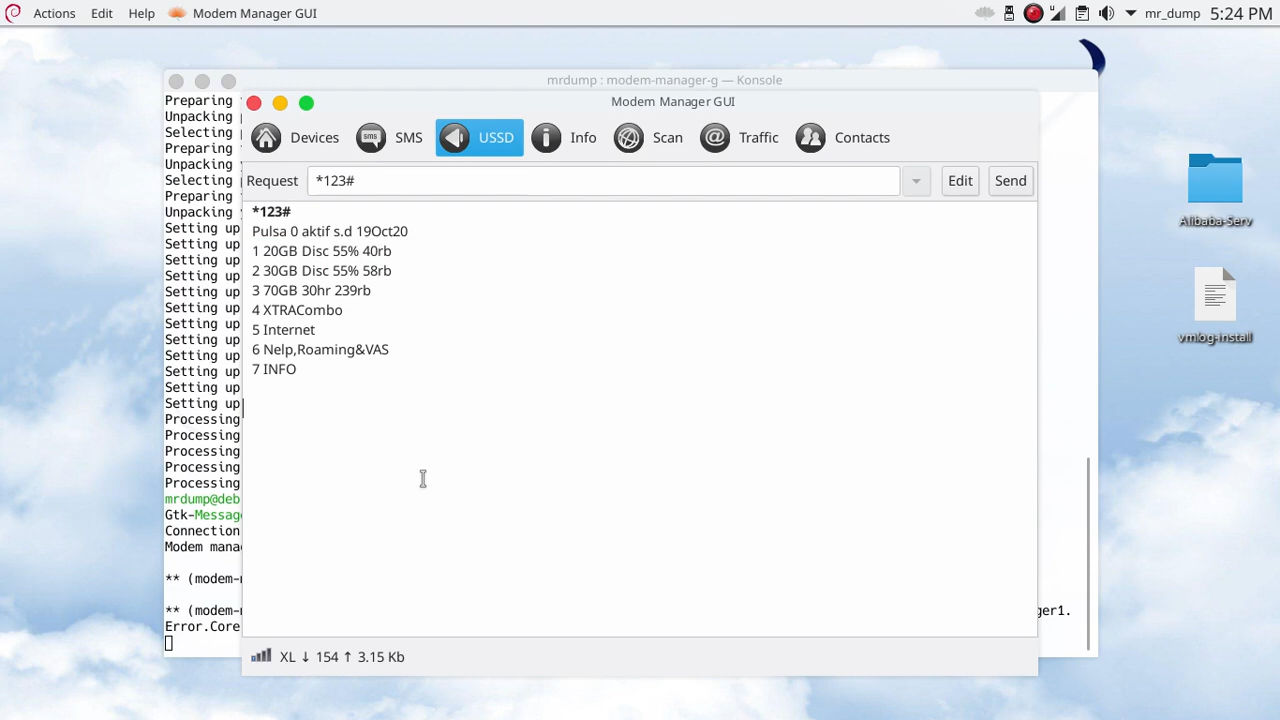 Actions Edit Help Modem Manager GUI mr_dump 5:24 PM
mrdump : modem-manager-g — Konsole
Modem Manager GUI
Devices SMS USSD Info Scan Traffic Contacts
Request *123# Edit Send
*123#
Pulsa 0 aktif s.d 19Oct20
1 20GB Disc 55% 40rb
2 30GB Disc 55% 58rb
3 70GB 30hr 239rb
4 XTRACombo
5 Internet
6 Nelp,Roaming&VAS
7 INFO
XL ↓ 154 ↑ 3.15 Kb
Preparing
Unpacking
Selecting
Preparing
Unpacking
Selecting
Preparing
Unpacking
Setting up
Setting up
Setting up
Setting up
Setting up
Setting up
Setting up
Setting up
Setting up
Setting up
Setting up
Setting up
Processing
Processing
Processing
Processing
Processing
mrdump@deb
Gtk-Messag
Connection
Modem mana
** (modem-
** (modem- ger1.
Error.Core
Alibaba-Serv
vmlog-install